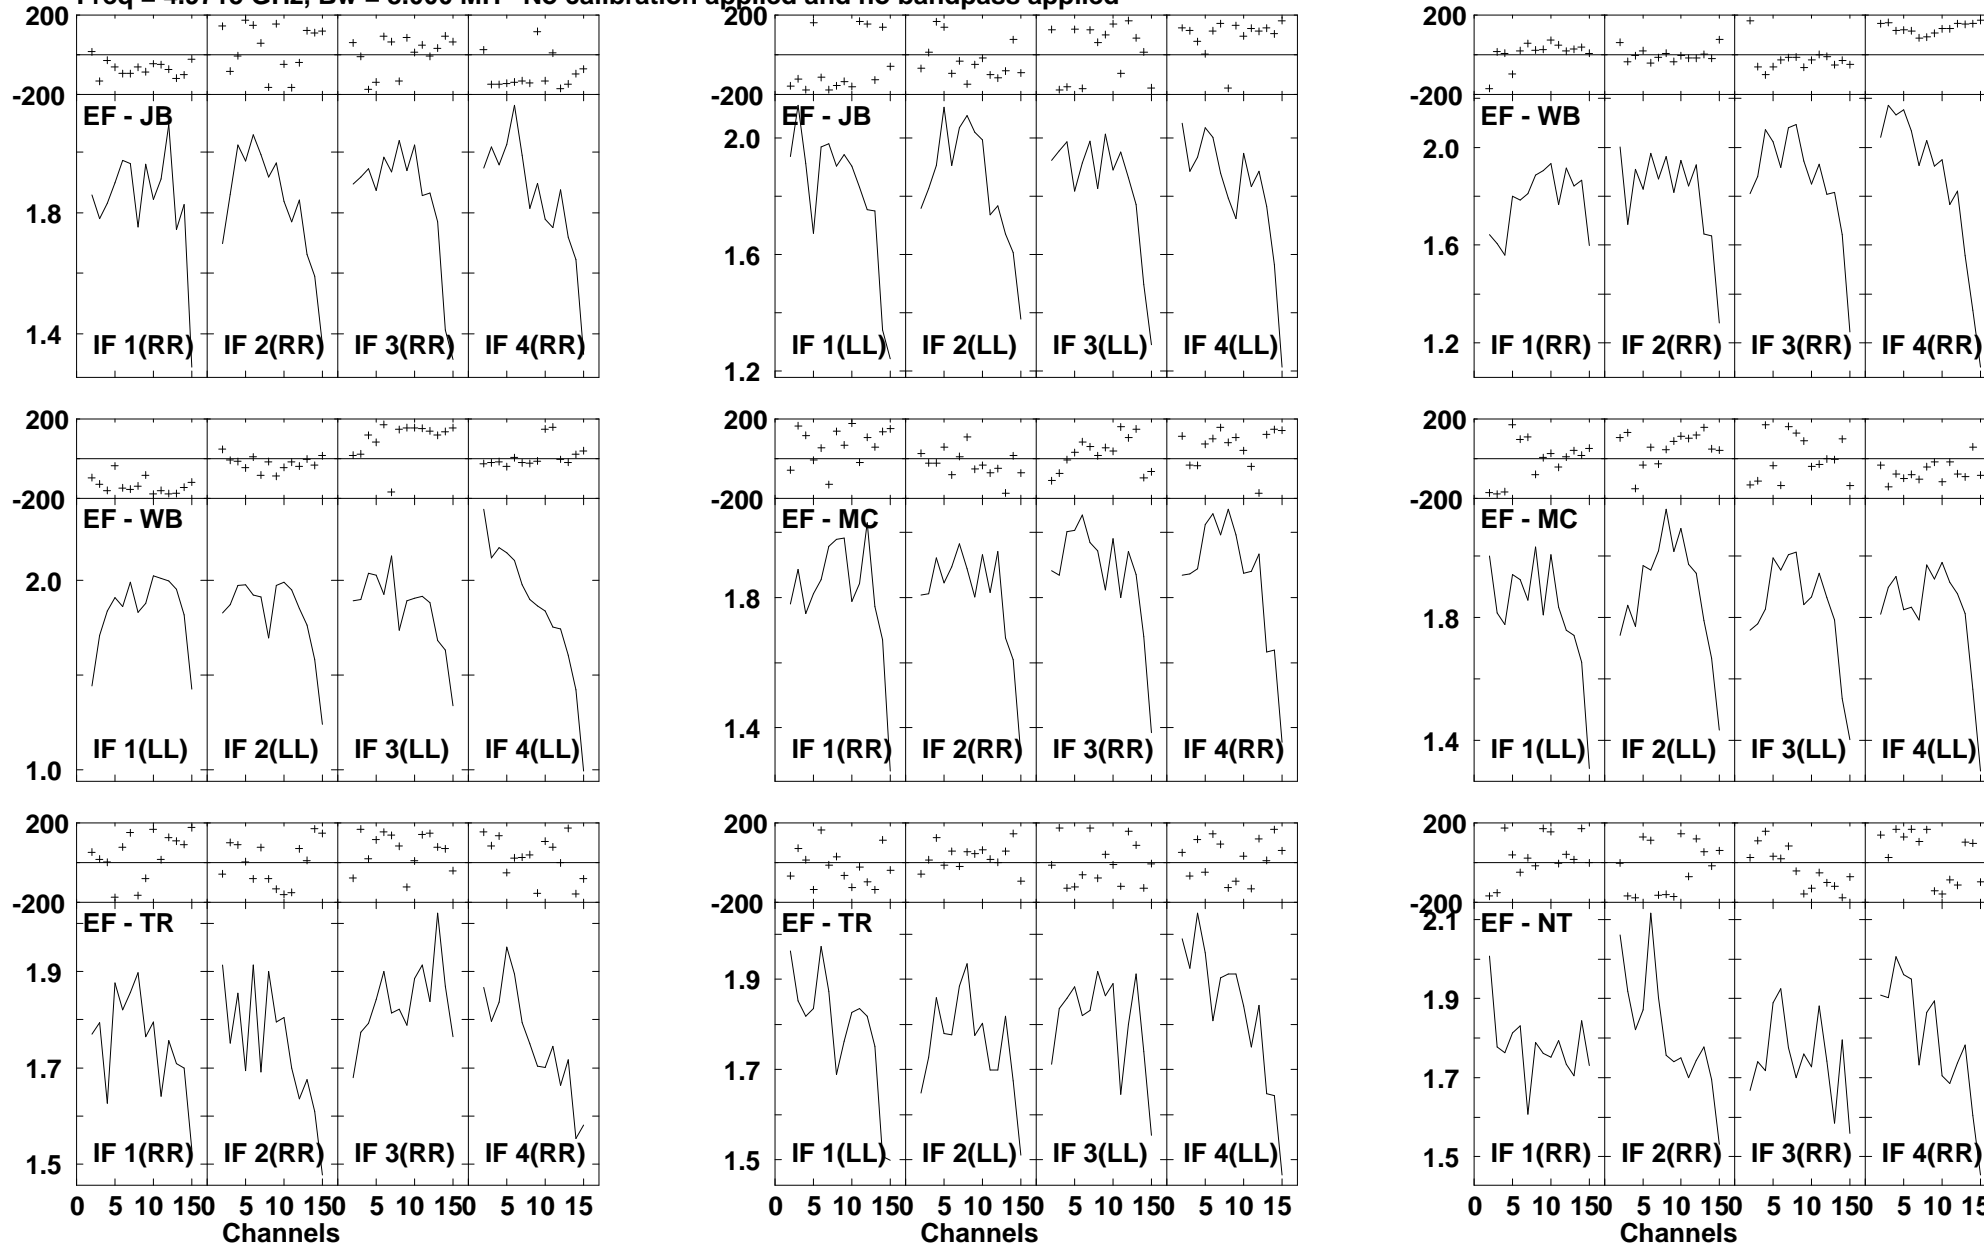 No calibration applied and no bandpass applied
200
-200
EF - JB
1.8
1.4
IF 1(RR) IF 2(RR) IF 3(RR) IF 4(RR)
200
-200
EF - JB
2.0
1.6
1.2
IF 1(LL) IF 2(LL) IF 3(LL) IF 4(LL)
200
-200
EF - WB
2.0
1.6
1.2
IF 1(RR) IF 2(RR) IF 3(RR) IF 4(RR)
200
-200
EF - WB
2.0
1.0
IF 1(LL) IF 2(LL) IF 3(LL) IF 4(LL)
200
-200
EF - MC
1.8
1.4
IF 1(RR) IF 2(RR) IF 3(RR) IF 4(RR)
200
-200
EF - MC
1.8
1.4
IF 1(LL) IF 2(LL) IF 3(LL) IF 4(LL)
200
-200
EF - TR
1.9
1.7
1.5
IF 1(RR) IF 2(RR) IF 3(RR) IF 4(RR)
0 5 10 150 5 10 150 5 10 150 5 10 15
Channels
200
-200
EF - TR
1.9
1.7
1.5
IF 1(LL) IF 2(LL) IF 3(LL) IF 4(LL)
0 5 10 150 5 10 150 5 10 150 5 10 15
Channels
200
-200
2.1
EF - NT
1.9
1.7
1.5
IF 1(RR) IF 2(RR) IF 3(RR) IF 4(RR)
0 5 10 150 5 10 150 5 10 150 5 10 15
Channels